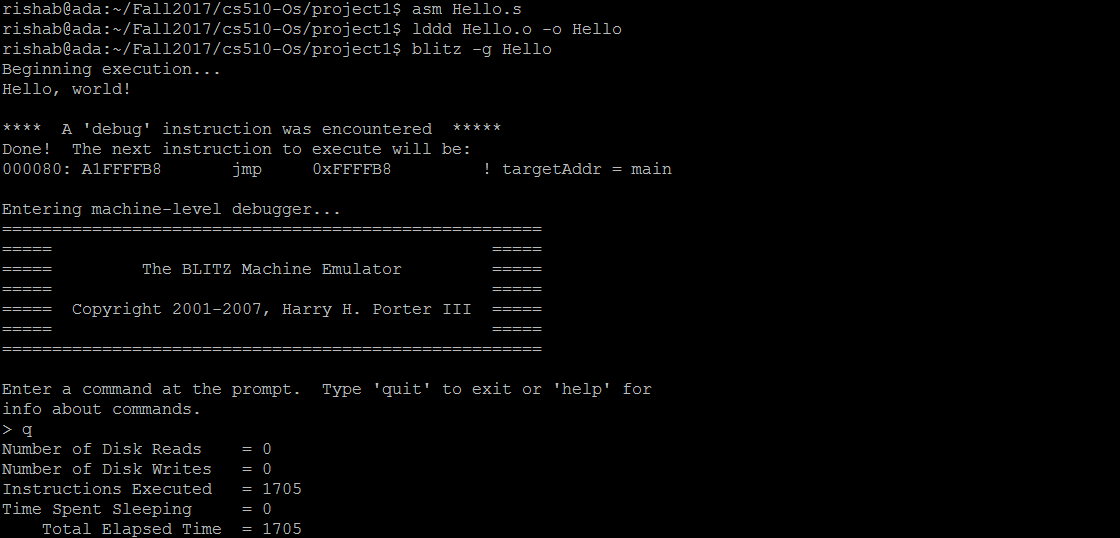 rishab@ada:~/Fall2017/cs510-Os/project1$ asm Hello.s
rishab@ada:~/Fall2017/cs510-Os/project1$ lddd Hello.o -o Hello
rishab@ada:~/Fall2017/cs510-Os/project1$ blitz -g Hello
Beginning execution...
Hello, world!

****  A 'debug' instruction was encountered  *****
Done!  The next instruction to execute will be:
000080: A1FFFFB8       jmp     0xFFFFB8         ! targetAddr = main

Entering machine-level debugger...
======================================================
=====                                            =====
=====         The BLITZ Machine Emulator         =====
=====                                            =====
=====  Copyright 2001-2007, Harry H. Porter III  =====
=====                                            =====
======================================================

Enter a command at the prompt.  Type 'quit' to exit or 'help' for
info about commands.
> q
Number of Disk Reads    = 0
Number of Disk Writes   = 0
Instructions Executed   = 1705
Time Spent Sleeping     = 0
    Total Elapsed Time  = 1705